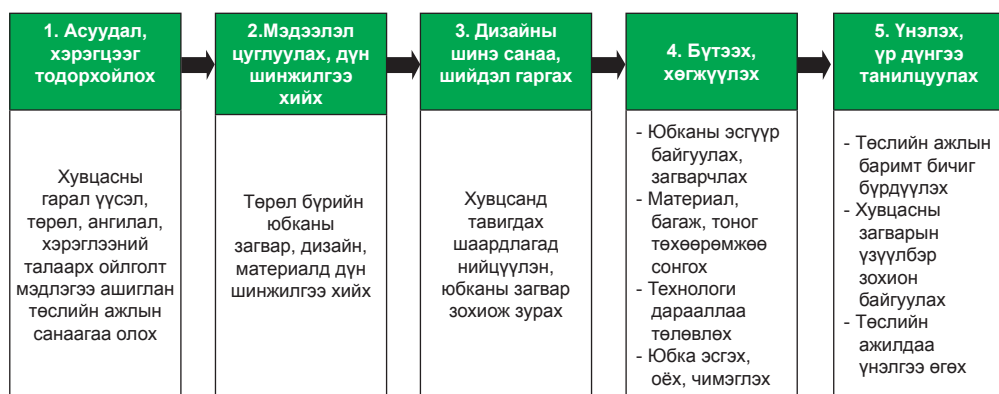 1. Асуудал,
хэрэгцээг
тодорхойлох
Хувцасны
гарал үүсэл,
төрөл, ангилал,
хэрэглээний
талаарх ойлголт
мэдлэгээ ашиглан
төслийн ажлын
санаагаа олох
2.Мэдээлэл
цуглуулах, дүн
шинжилгээ
хийх
Төрөл бүрийн
юбканы
загвар, дизайн,
материалд дүн
шинжилгээ хийх
3. Дизайны
шинэ санаа,
шийдэл гаргах
Хувцсанд
тавигдах
шаардлагад
нийцүүлэн,
юбканы загвар
зохиож зурах
4. Бүтээх,
хөгжүүлэх
- Юбканы эсгүүр
байгуулах,
загварчлах
- Материал,
багаж, тоног
төхөөрөмжөө
сонгох
- Технологи
дарааллаа
төлөвлөх
- Юбка эсгэх,
оёх, чимэглэх
5. Үнэлэх,
үр дүнгээ
танилцуулах
- Төслийн ажлын
баримт бичиг
бүрдүүлэх
- Хувцасны
загварын
үзүүлбэр
зохион
байгуулах
- Төслийн
ажилдаа
үнэлгээ өгөх